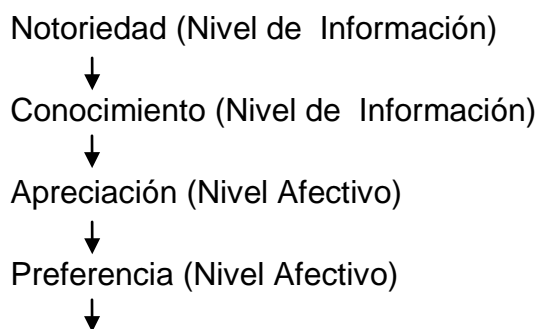 Notoriedad (Nivel de  Información)
Conocimiento (Nivel de  Información)
Apreciación (Nivel Afectivo)
Preferencia (Nivel Afectivo)